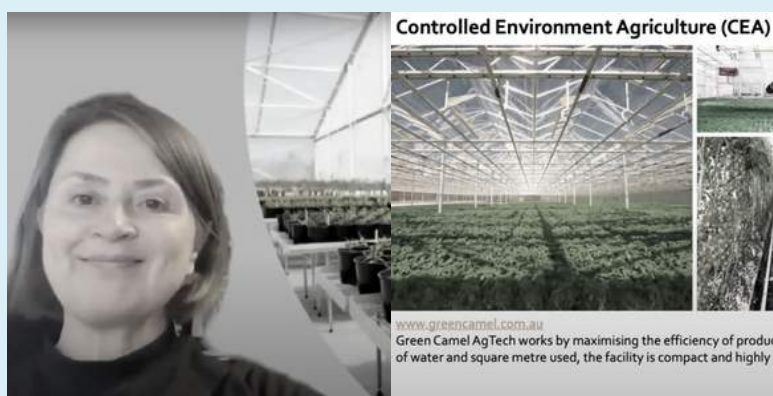 Controlled Environment Agriculture (CEA)
www.greencamel.com.au
Green Camel AgTech works by maximising the efficiency of produc
of water and square metre used, the facility is compact and highly